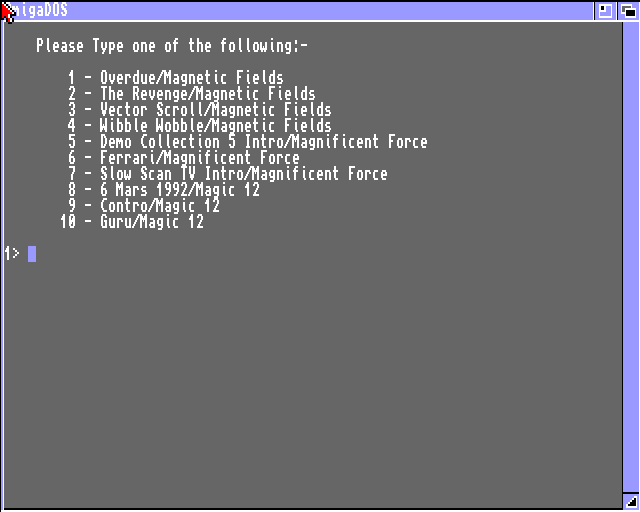 AmigaDOS
Please Type one of the following:-
1 - Overdue/Magnetic Fields
2 - The Revenge/Magnetic Fields
3 - Vector Scroll/Magnetic Fields
4 - Wibble Wobble/Magnetic Fields
5 - Demo Collection 5 Intro/Magnificent Force
6 - Ferrari/Magnificent Force
7 - Slow Scan TV Intro/Magnificent Force
8 - 6 Mars 1992/Magic 12
9 - Contro/Magic 12
10 - Guru/Magic 12
1>